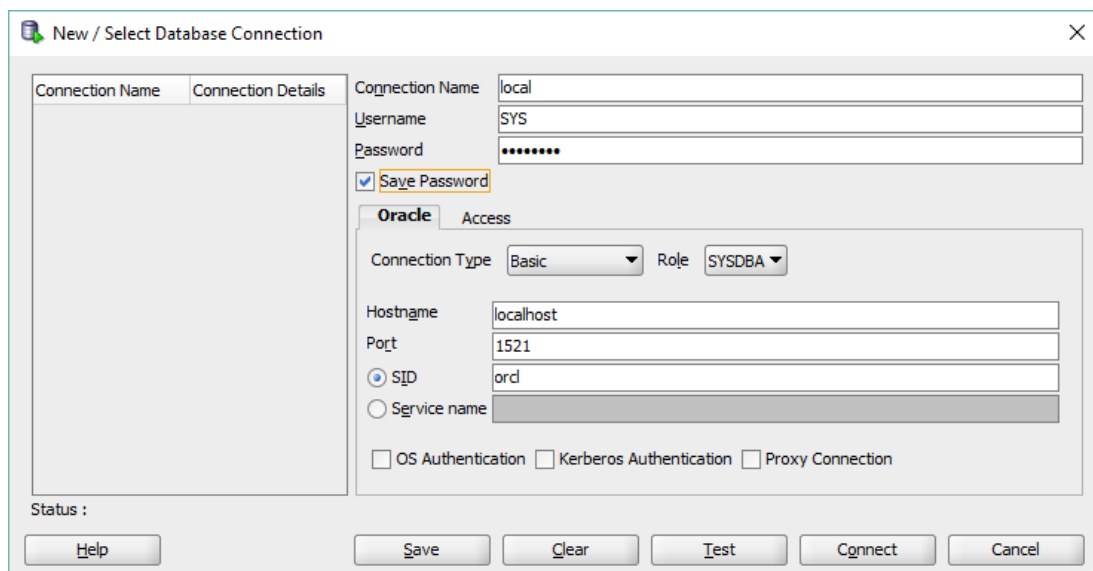 New / Select Database Connection
Connection Name Connection Details
Connection Name local
Username SYS
Password ••••••••
Save Password
Oracle Access
Connection Type Basic Role SYSDBA
Hostname localhost
Port 1521
SID orcl
Service name
OS Authentication Kerberos Authentication Proxy Connection
Status :
Help Save Clear Test Connect Cancel